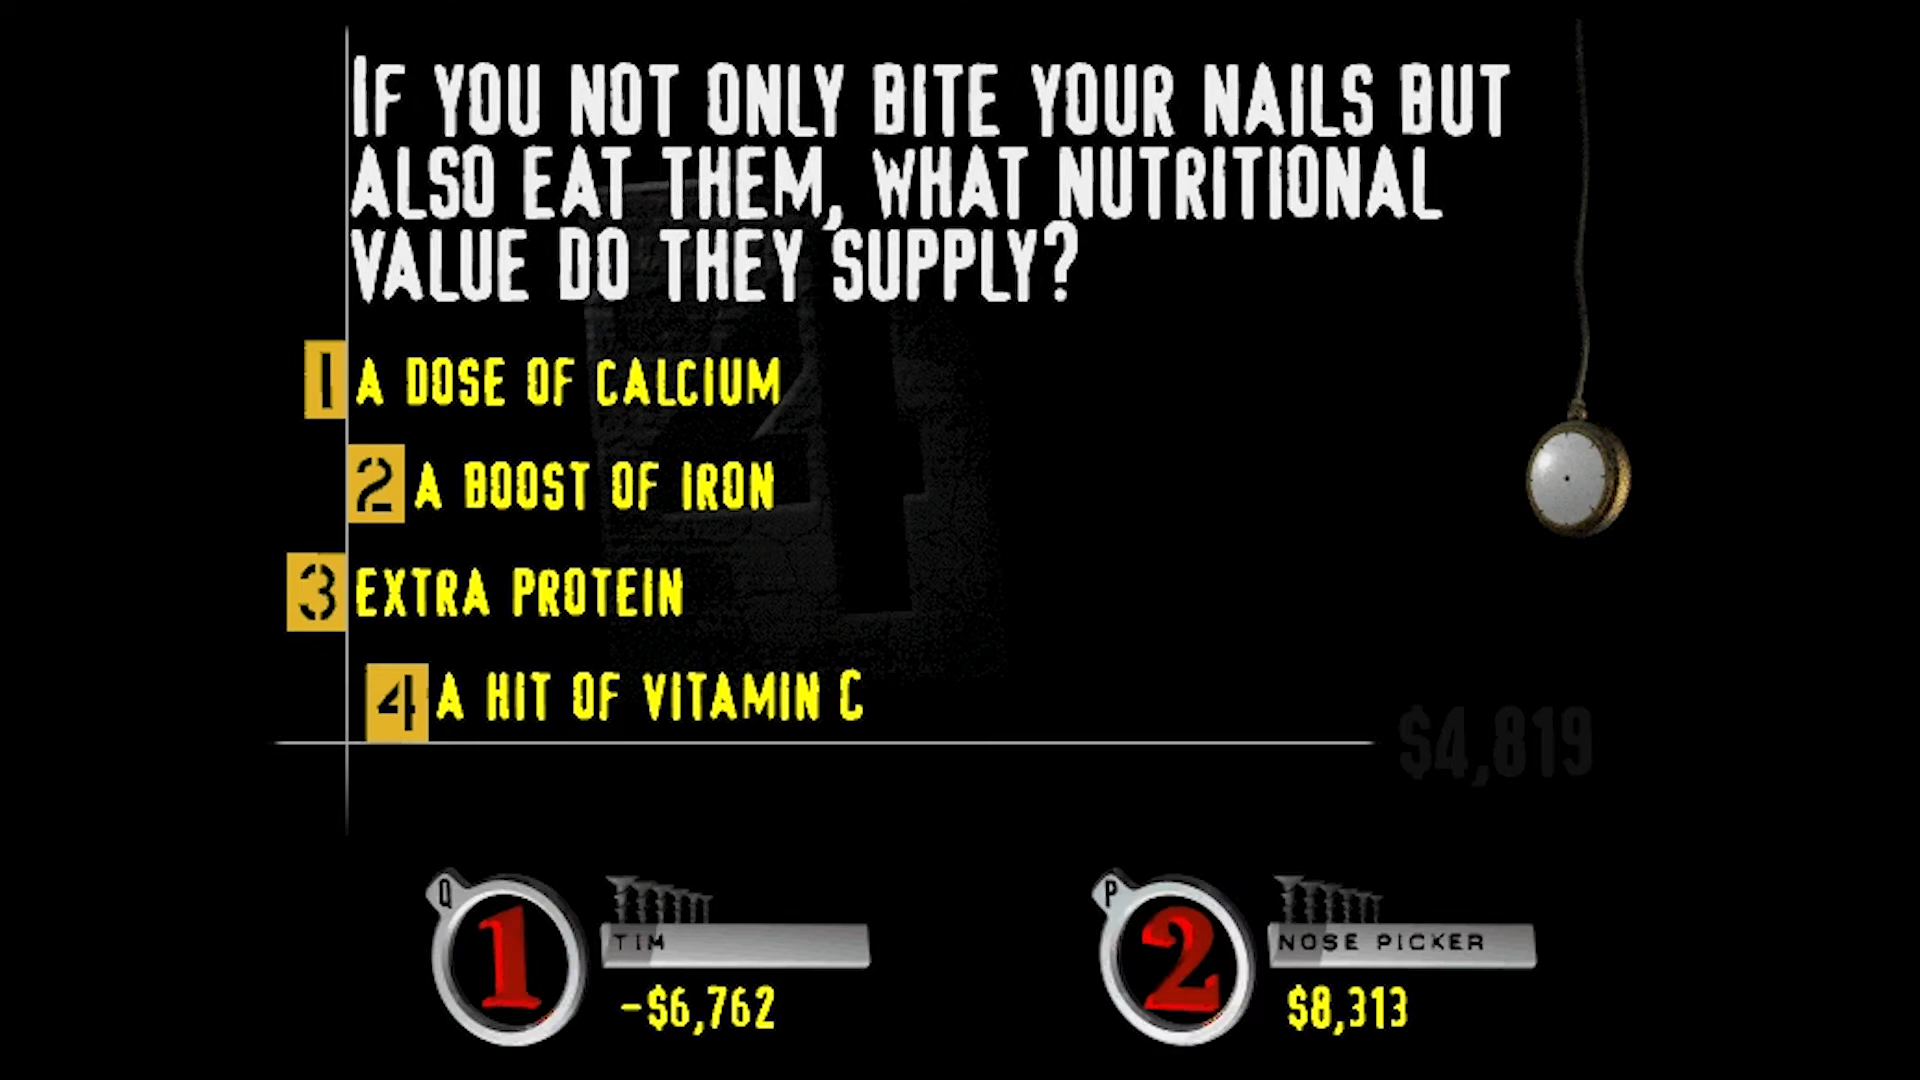 IF YOU NOT ONLY BITE YOUR NAILS BUT
ALSO EAT THEM, WHAT NUTRITIONAL
VALUE DO THEY SUPPLY?
1 A DOSE OF CALCIUM
2 A BOOST OF IRON
3 EXTRA PROTEIN
4 A HIT OF VITAMIN C
$4,819
Q 1 TIM
-$6,762
P 2 NOSE PICKER
$8,313